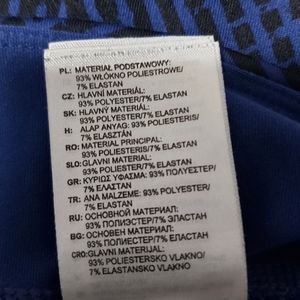 PL: MATERIAŁ PODSTAWOWY:
93% WŁÓKNO POLIESTROWE/
7% ELASTAN
CZ: HLAVNÍ MATERIÁL:
93% POLYESTER/7% ELASTAN
SK: HLAVNÝ MATERIÁL:
93% POLYESTER/7% ELASTAN
H: ALAP ANYAG: 93% POLIESTERIS/
7% ELASZTÁN
RO: MATERIAL PRINCIPAL:
93% POLIESTER/7% ELASTAN
SLO: GLAVNI MATERIAL:
93% POLIESTER/7% ELASTAN
GR: ΚΥΡΙΩΣ ΥΦΑΣΜΑ: 93% ΠΟΛΥΕΣΤΕΡ/
7% ΕΛΑΣΤΑΝ
TR: ANA MALZEME: 93% POLYESTER/
7% ELASTAN
RU: ОСНОВНОЙ МАТЕРИАЛ:
93% ПОЛИЭСТЕР/7% ЭЛАСТАН
BG: ОСНОВЕН МАТЕРИАЛ:
93% ПОЛИЕСТЕР/7% ЕЛАСТАН
CRO: GLAVNI MATERIJAL:
93% POLIESTERSKO VLAKNO/
7% ELASTANSKO VLAKNO